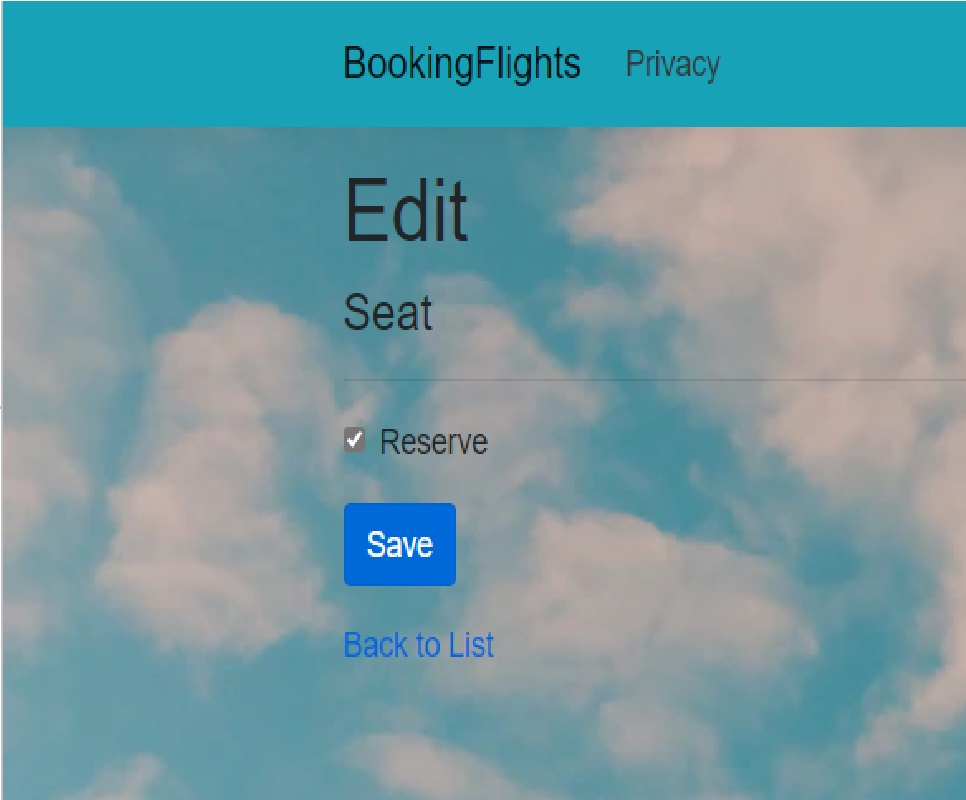 BookingFlights Privacy
Edit
Seat
Reserve
Save
Back to List